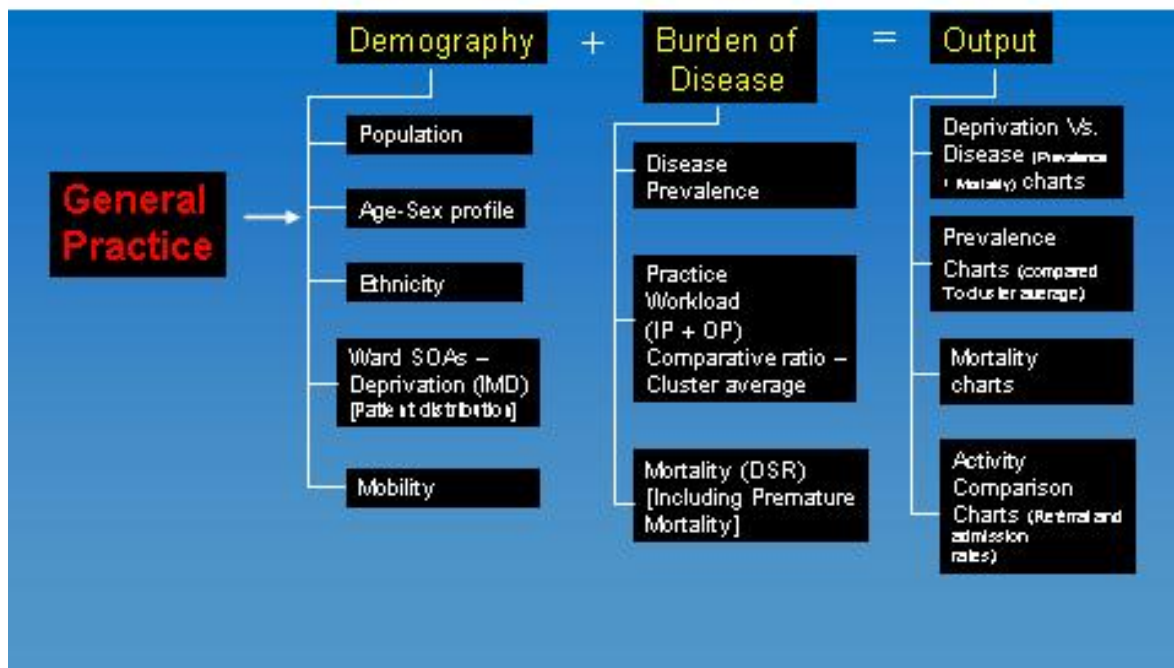 Demography + Burden of Disease = Output
General
Practice
Population
Age-Sex profile
Ethnicity
Ward SOAs –
Deprivation (IMD)
[Patient distribution]
Mobility
Disease
Prevalence
Practice
Workload
(IP + OP)
Comparative ratio –
Cluster average
Mortality (DSR)
[Including Premature
Mortality]
Deprivation Vs.
Disease (Prevalence
+ Mortality) charts
Prevalence
Charts (compared
To cluster average)
Mortality
charts
Activity
Comparison
Charts (Referral and
admission
rates)